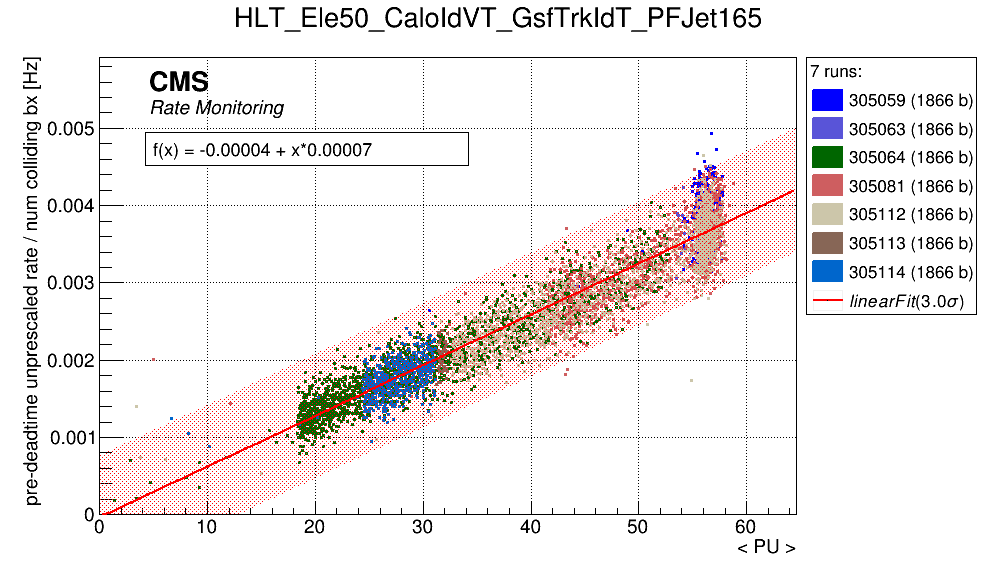 HLT_Ele50_CaloIdVT_GsfTrkIdT_PFJet165
pre-deadtime unprescaled rate / num colliding bx [Hz]
CMS
Rate Monitoring
f(x) = -0.00004 + x*0.00007
0.005
0.004
0.003
0.002
0.001
0
0 10 20 30 40 50 60
< PU >
7 runs:
305059 (1866 b)
305063 (1866 b)
305064 (1866 b)
305081 (1866 b)
305112 (1866 b)
305113 (1866 b)
305114 (1866 b)
linearFit(3.0σ)